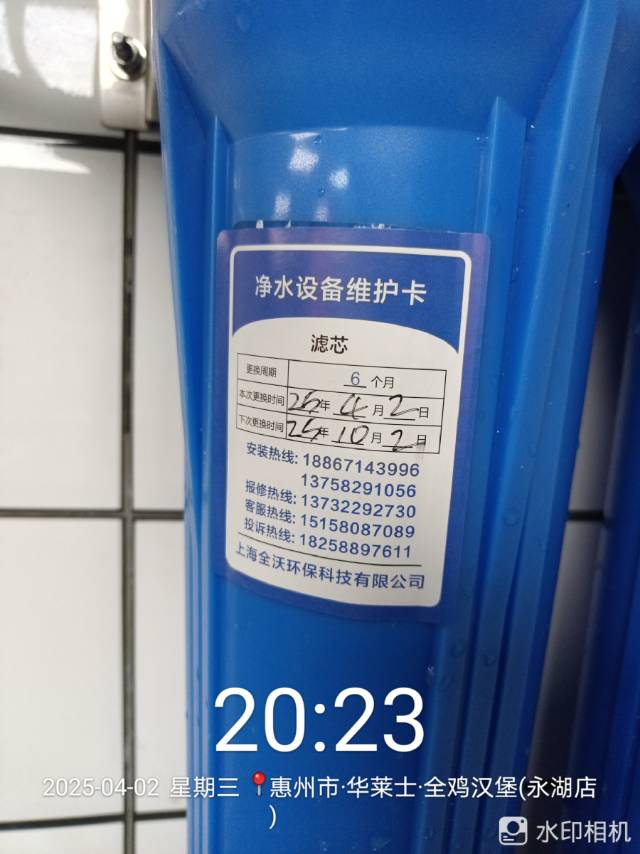 净水设备维护卡
滤芯
更换周期 6 个月
本次更换时间 25年 4月 2日
下次更换时间 25年 10月 2日
安装热线: 18867143996
13758291056
报修热线: 13732292730
客服热线: 15158087089
投诉热线: 18258897611
上海全沃环保科技有限公司
20:23
2025-04-02 星期三 惠州市·华莱士·全鸡汉堡(永湖店
)
水印相机